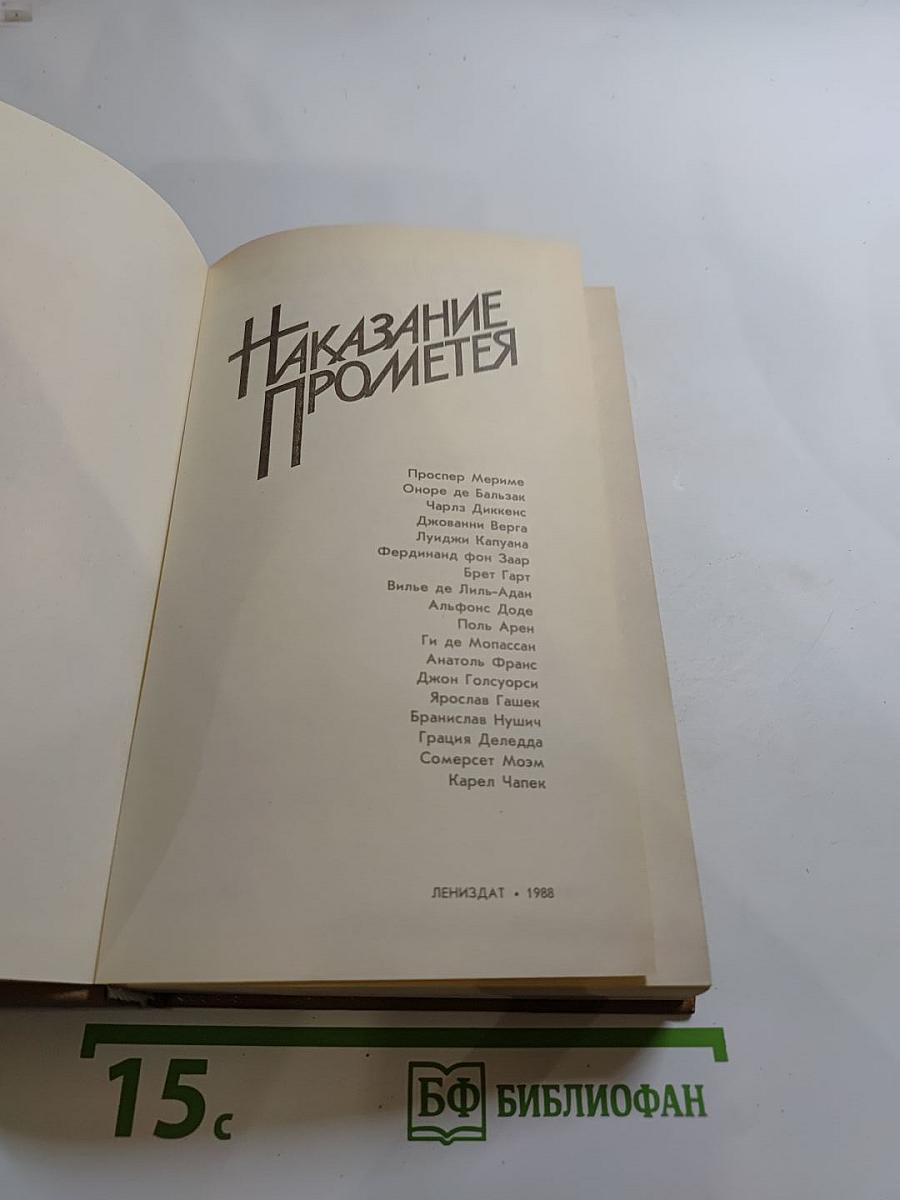 НАКАЗАНИЕ
ПРОМЕТЕЯ
Проспер Мериме
Оноре де Бальзак
Чарлз Диккенс
Джованни Верга
Луиджи Капуана
Фердинанд фон Заар
Брет Гарт
Вилье де Лиль-Адан
Альфонс Доде
Поль Арен
Ги де Мопассан
Анатоль Франс
Джон Голсуорси
Ярослав Гашек
Бранислав Нушич
Грация Деледда
Сомерсет Моэм
Карел Чапек
ЛЕНИЗДАТ • 1988
15 с
БФ БИБЛИОФАН